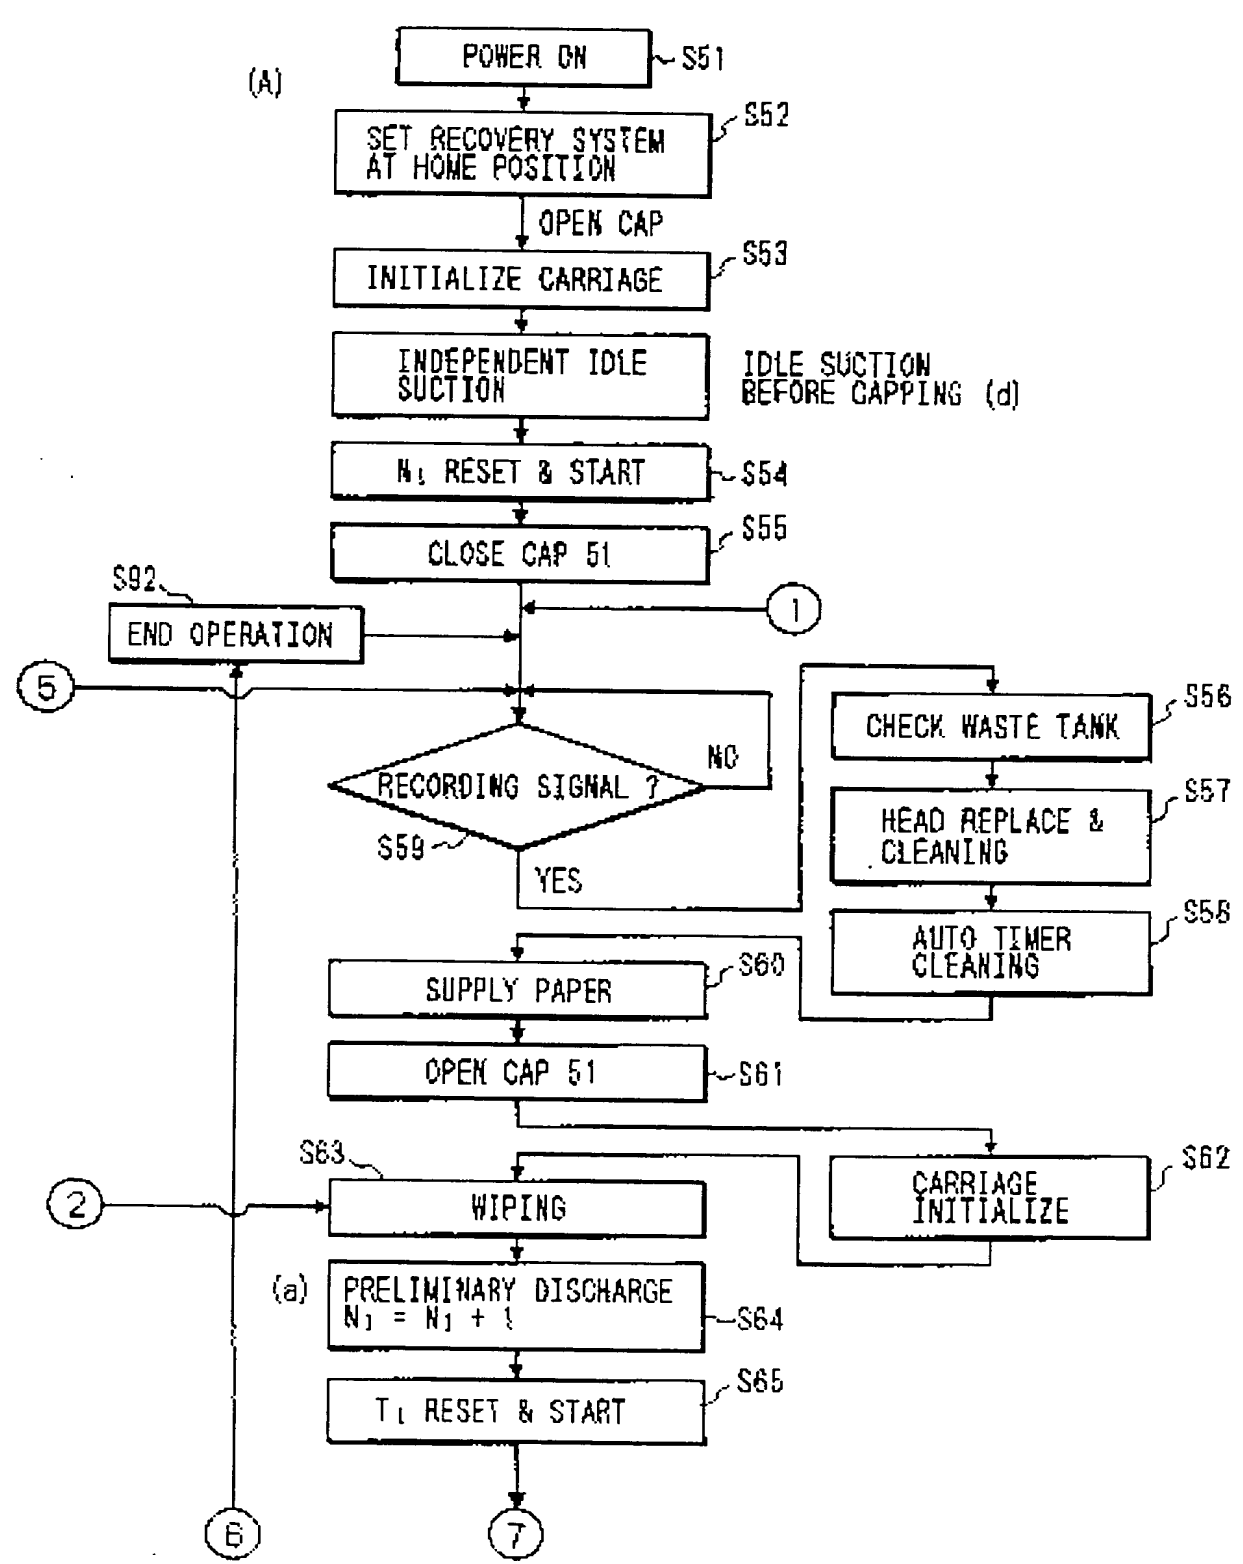 POWER ON
S51
(A)
S52
SET RECOVERY SYSTEM
AT HOME POSITION
OPEN CAP
S53
INITIALIZE CARRIAGE
INDEPENDENT IDLE
SUCTION
IDLE SUCTION
BEFORE CAPPING (d)
N1 RESET & START
S54
S55
CLOSE CAP 51
S92
1
END OPERATION
5
S56
CHECK WASTE TANK
NO
RECORDING SIGNAL ?
S57
HEAD REPLACE &
CLEANING
S59
YES
S58
AUTO TIMER
CLEANING
S60
SUPPLY PAPER
OPEN CAP 51
S61
S63
S62
CARRIAGE
INITIALIZE
2
WIPING
(a)
PRELIMINARY DISCHARGE
N1 = N1 + 1
S64
S65
T1 RESET & START
6
7